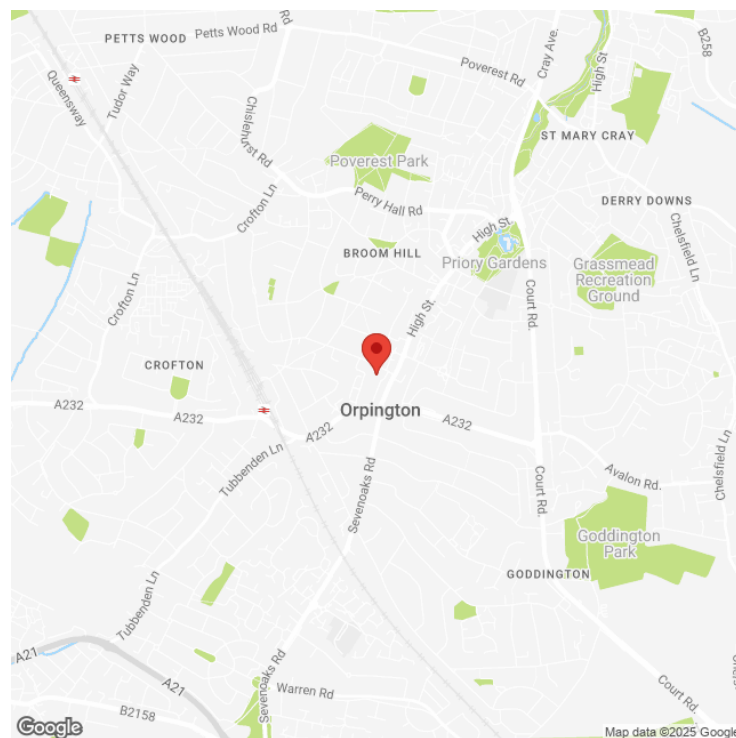 Petts Wood Rd
Rd
PETTS WOOD
Cray Ave.
B258
High St
Queensway
Tudor Way
Poverest Rd
Chislehurst Rd
ST MARY CRAY
Poverest Park
Crofton Ln
Perry Hall Rd
DERRY DOWNS
High St.
Chelsfield Ln
BROOM HILL
Priory Gardens
Grassmead
Recreation
Ground
Crofton Ln
Court Rd.
High St.
CROFTON
A232
A232
Orpington
A232
A232
Tubbenden Ln
Sevenoaks Rd
Chelsfield Ln
Court Rd.
Avalon Rd.
Goddington
Park
GODDINGTON
Tubbenden Ln
A21
A21
Sevenoaks Rd
Warren Rd
Court Rd.
B2158
Google
Map data ©2025 Google